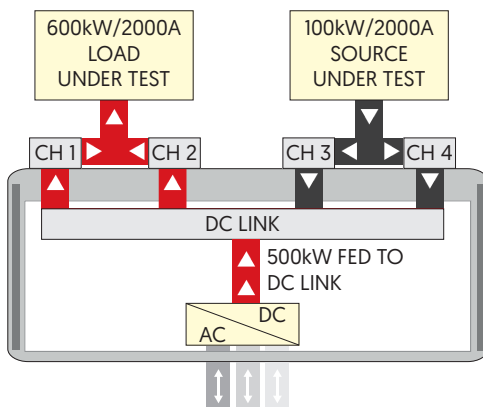 600kW/2000A
LOAD
UNDER TEST
100kW/2000A
SOURCE
UNDER TEST
CH 1
CH 2
CH 3
CH 4
DC LINK
500kW FED TO
DC LINK
DC
AC